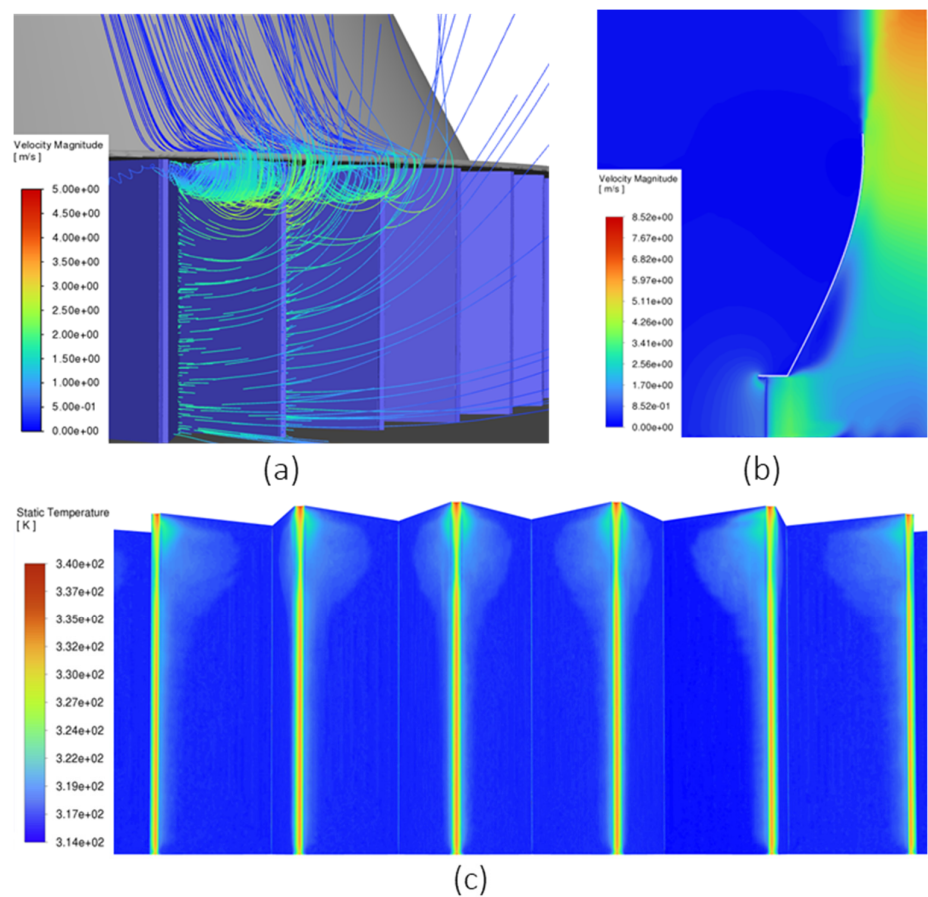 Velocity Magnitude
[ m/s ]
5.00e+00
4.50e+00
4.00e+00
3.50e+00
3.00e+00
2.50e+00
2.00e+00
1.50e+00
1.00e+00
5.00e-01
0.00e+00
(a)
Velocity Magnitude
[ m/s ]
8.52e+00
7.67e+00
6.82e+00
5.97e+00
5.11e+00
4.26e+00
3.41e+00
2.56e+00
1.70e+00
8.52e-01
0.00e+00
(b)
Static Temperature
[ K ]
3.40e+02
3.37e+02
3.35e+02
3.32e+02
3.30e+02
3.27e+02
3.24e+02
3.22e+02
3.19e+02
3.17e+02
3.14e+02
(c)